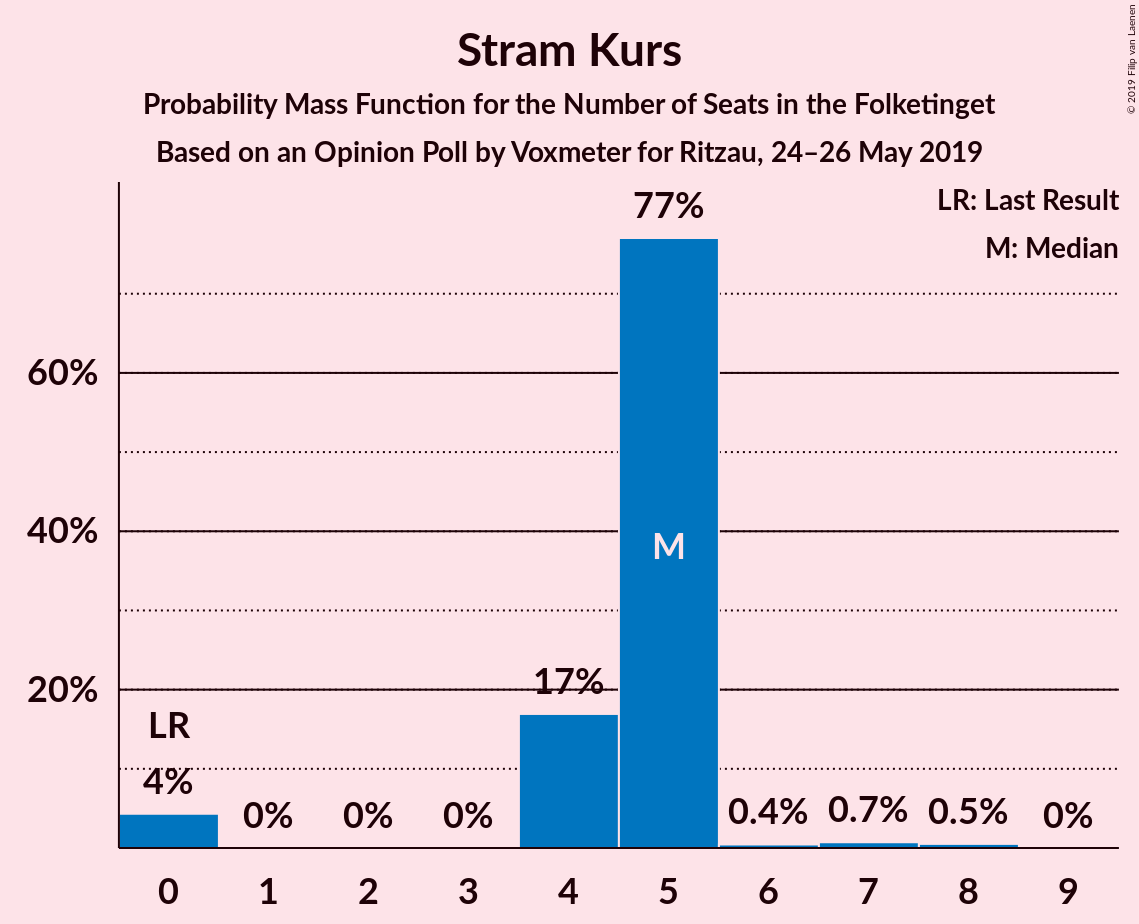 Stram Kurs
Probability Mass Function for the Number of Seats in the Folketinget
Based on an Opinion Poll by Voxmeter for Ritzau, 24–26 May 2019
© 2019 Filip van Laenen
LR: Last Result
M: Median
77%
60%
40%
M
17%
20%
LR
4%
0%
0%
0%
0.4%
0.7%
0.5%
0%
0 1 2 3 4 5 6 7 8 9